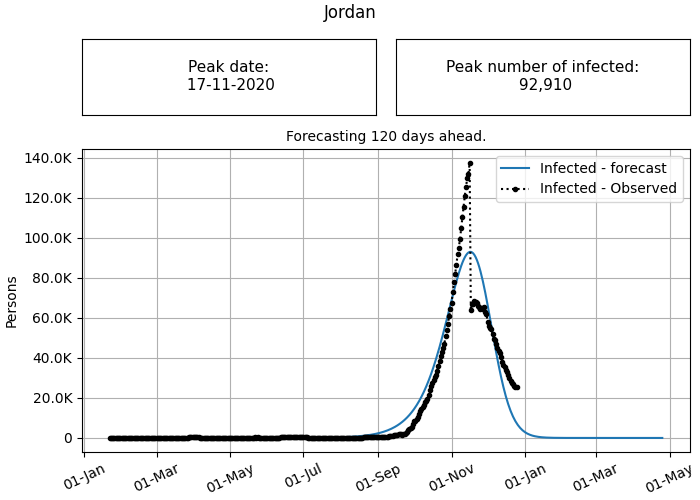 Jordan
Peak date:
17-11-2020
Peak number of infected:
92,910
Forecasting 120 days ahead.
Infected - forecast
Infected - Observed
140.0K
120.0K
100.0K
80.0K
60.0K
40.0K
20.0K
0
Persons
01-Jan
01-Mar
01-May
01-Jul
01-Sep
01-Nov
01-Jan
01-Mar
01-May